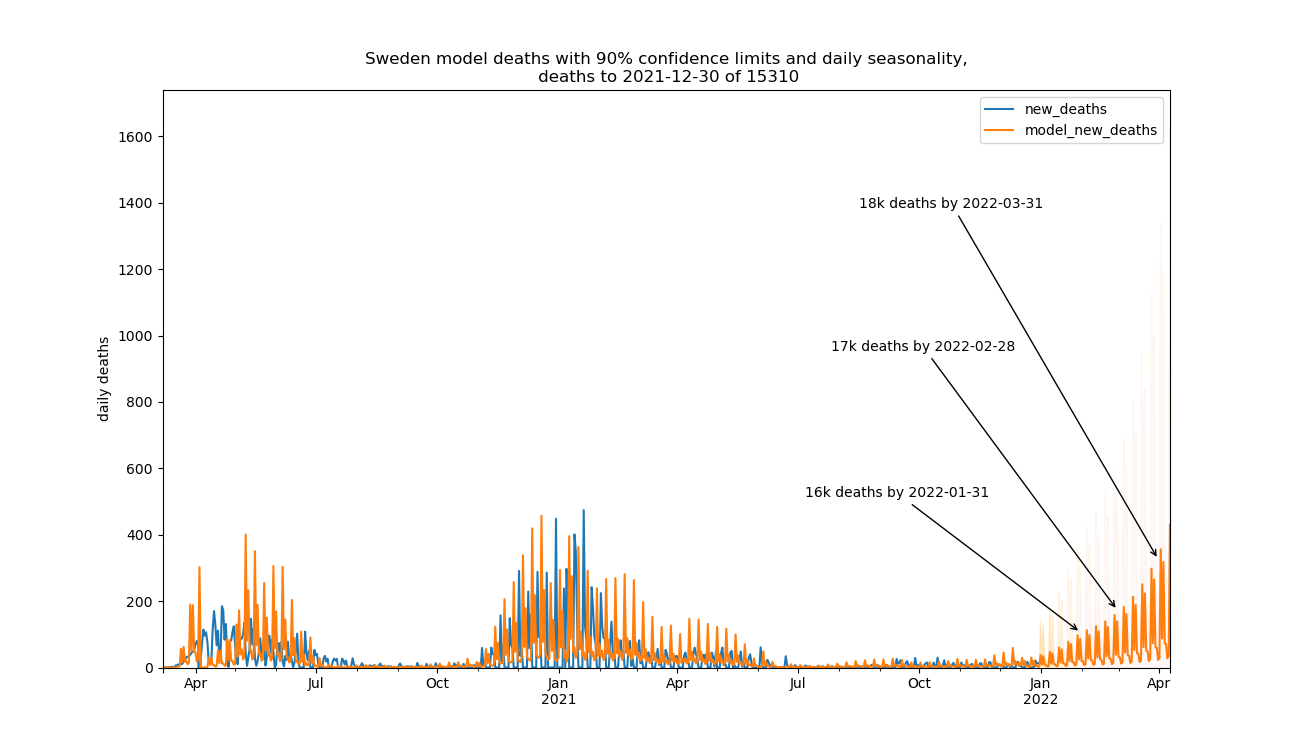 Sweden model deaths with 90% confidence limits and daily seasonality,
deaths to 2021-12-30 of 15310
new_deaths
model_new_deaths
1600
1400
1200
1000
800
600
400
200
0
daily deaths
18k deaths by 2022-03-31
17k deaths by 2022-02-28
16k deaths by 2022-01-31
Apr Jul Oct Jan Apr Jul Oct Jan Apr
2021 2022